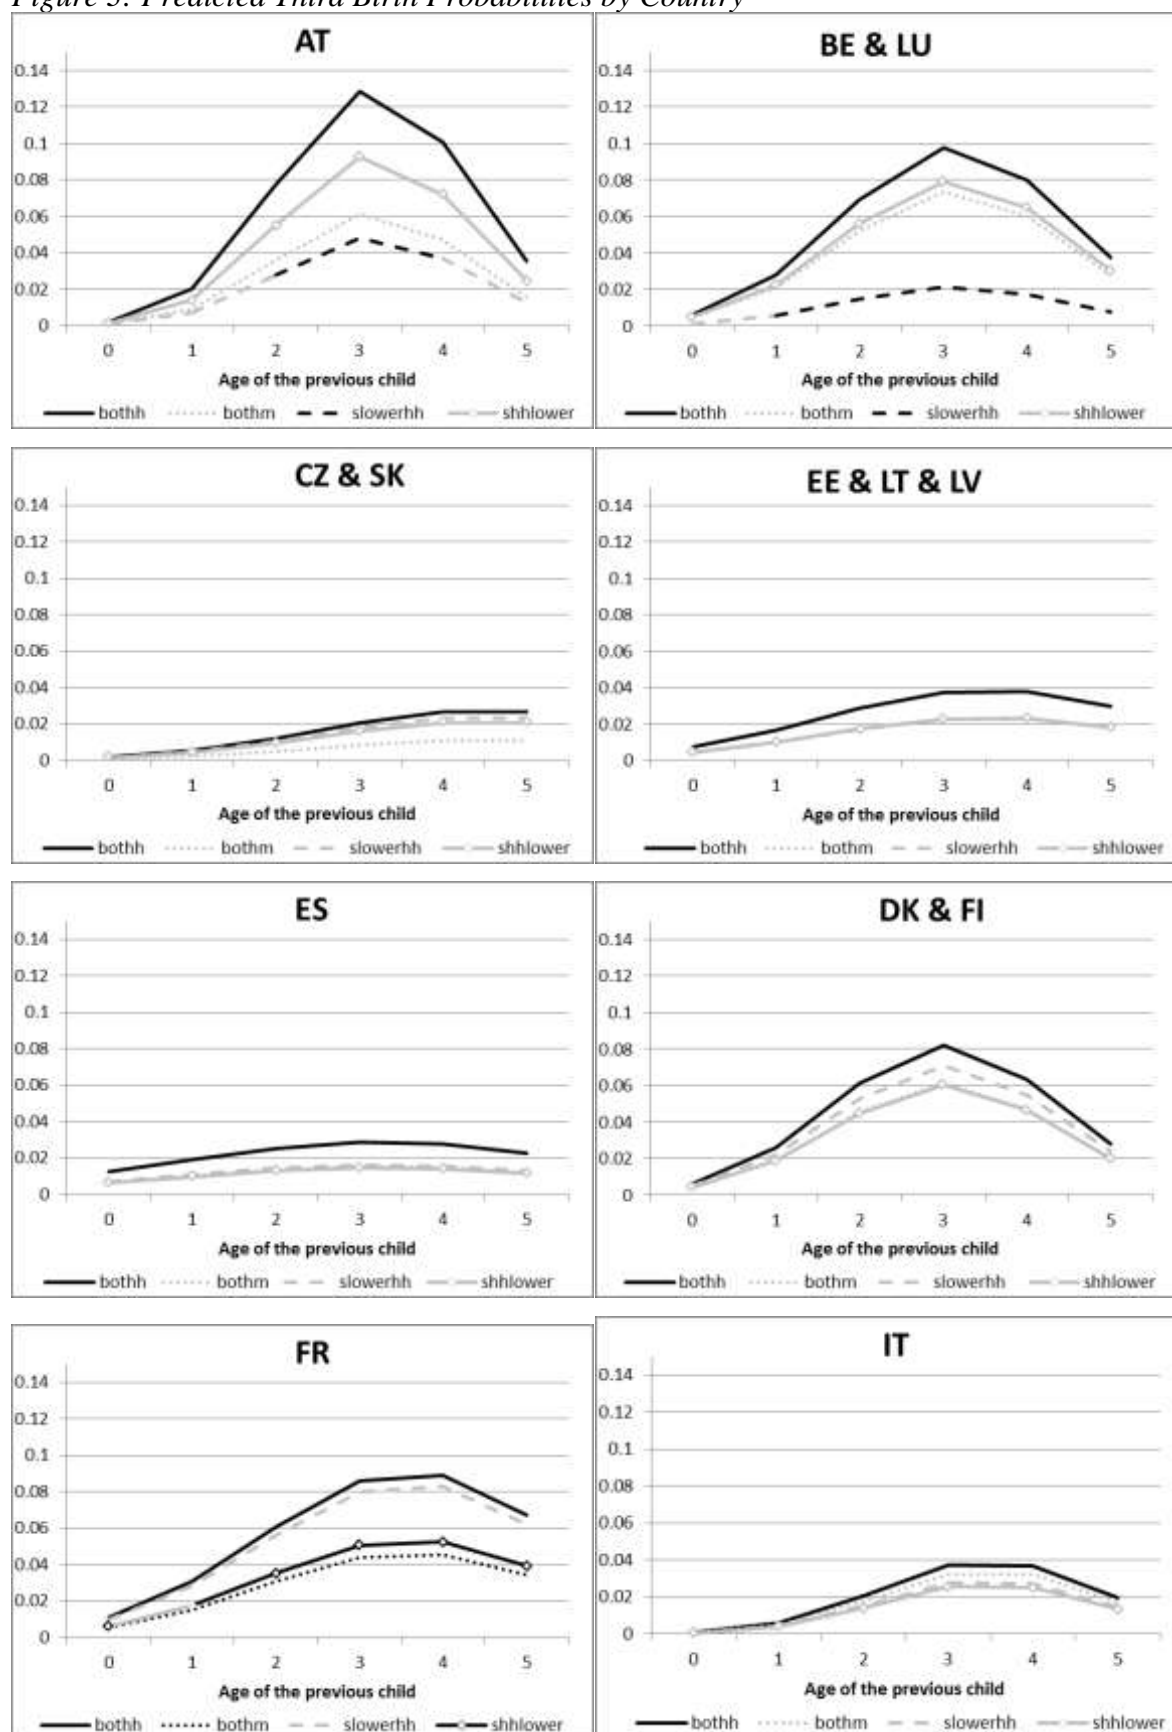 Figure 3: Predicted Third Birth Probabilities by Country
AT
0.14
0.12
0.1
0.08
0.06
0.04
0.02
0
0 1 2 3 4 5
Age of the previous child
bothh bothm slowerhh shhlower
BE & LU
0.14
0.12
0.1
0.08
0.06
0.04
0.02
0
0 1 2 3 4 5
Age of the previous child
bothh bothm slowerhh shhlower
CZ & SK
0.14
0.12
0.1
0.08
0.06
0.04
0.02
0
0 1 2 3 4 5
Age of the previous child
bothh bothm slowerhh shhlower
EE & LT & LV
0.14
0.12
0.1
0.08
0.06
0.04
0.02
0
0 1 2 3 4 5
Age of the previous child
bothh bothm slowerhh shhlower
ES
0.14
0.12
0.1
0.08
0.06
0.04
0.02
0
0 1 2 3 4 5
Age of the previous child
bothh bothm slowerhh shhlower
DK & FI
0.14
0.12
0.1
0.08
0.06
0.04
0.02
0
0 1 2 3 4 5
Age of the previous child
bothh bothm slowerhh shhlower
FR
0.14
0.12
0.1
0.08
0.06
0.04
0.02
0
0 1 2 3 4 5
Age of the previous child
bothh bothm slowerhh shhlower
IT
0.14
0.12
0.1
0.08
0.06
0.04
0.02
0
0 1 2 3 4 5
Age of the previous child
bothh bothm slowerhh shhlower